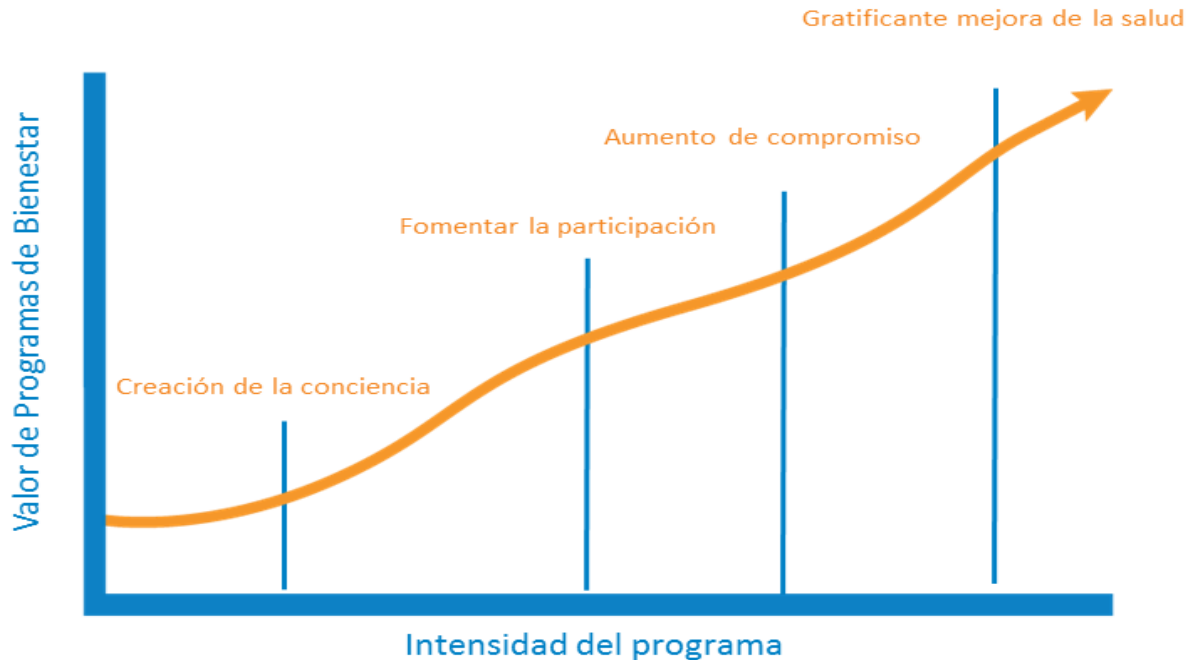 Gratificante mejora de la salud
Aumento de compromiso
Fomentar la participación
Creación de la conciencia
Valor de Programas de Bienestar
Intensidad del programa